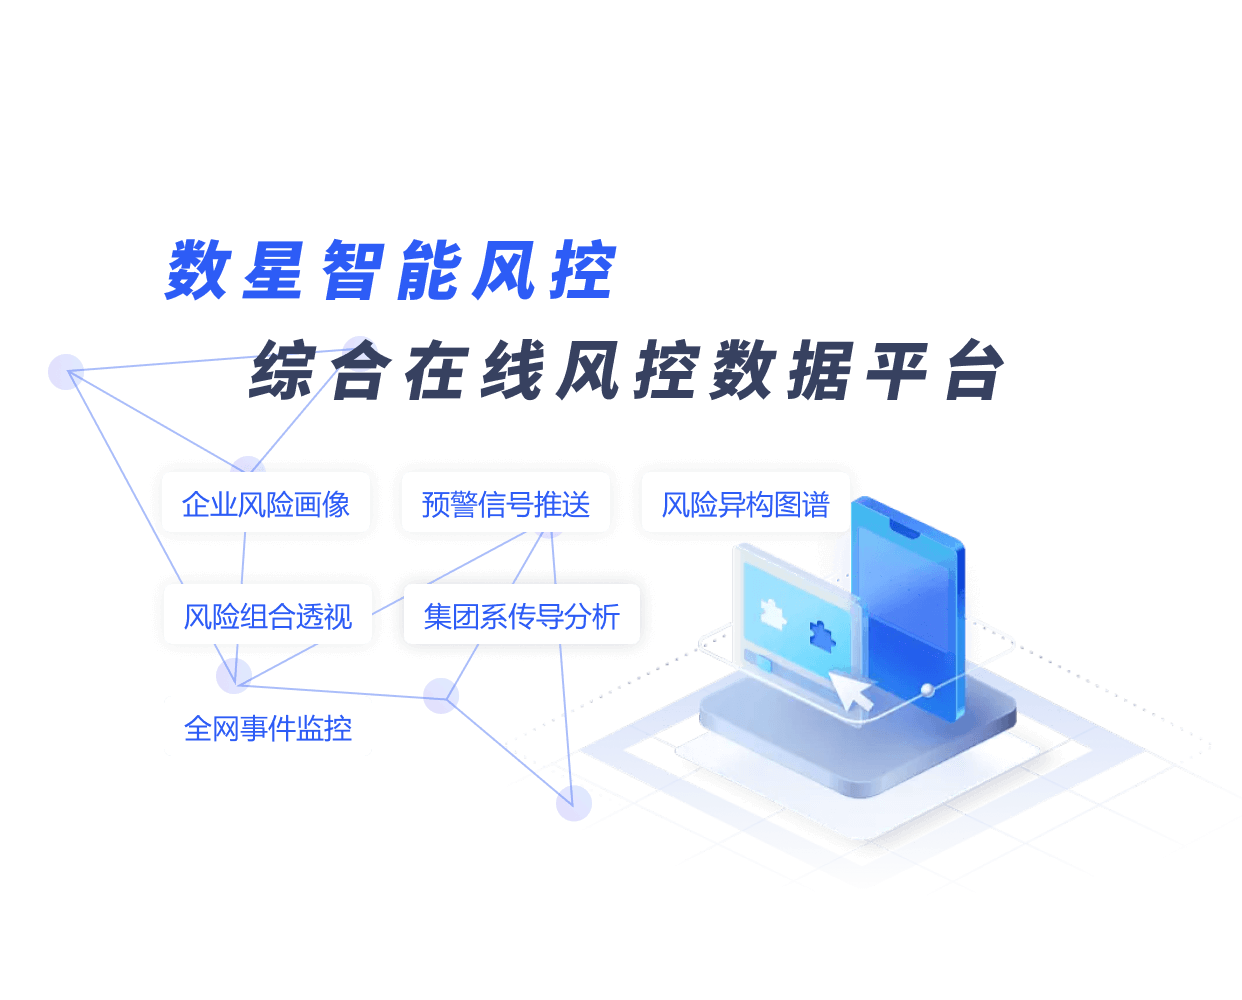 数星智能风控
综合在线风控数据平台
企业风险画像
预警信号推送
风险异构图谱
风险组合透视
集团系传导分析
全网事件监控